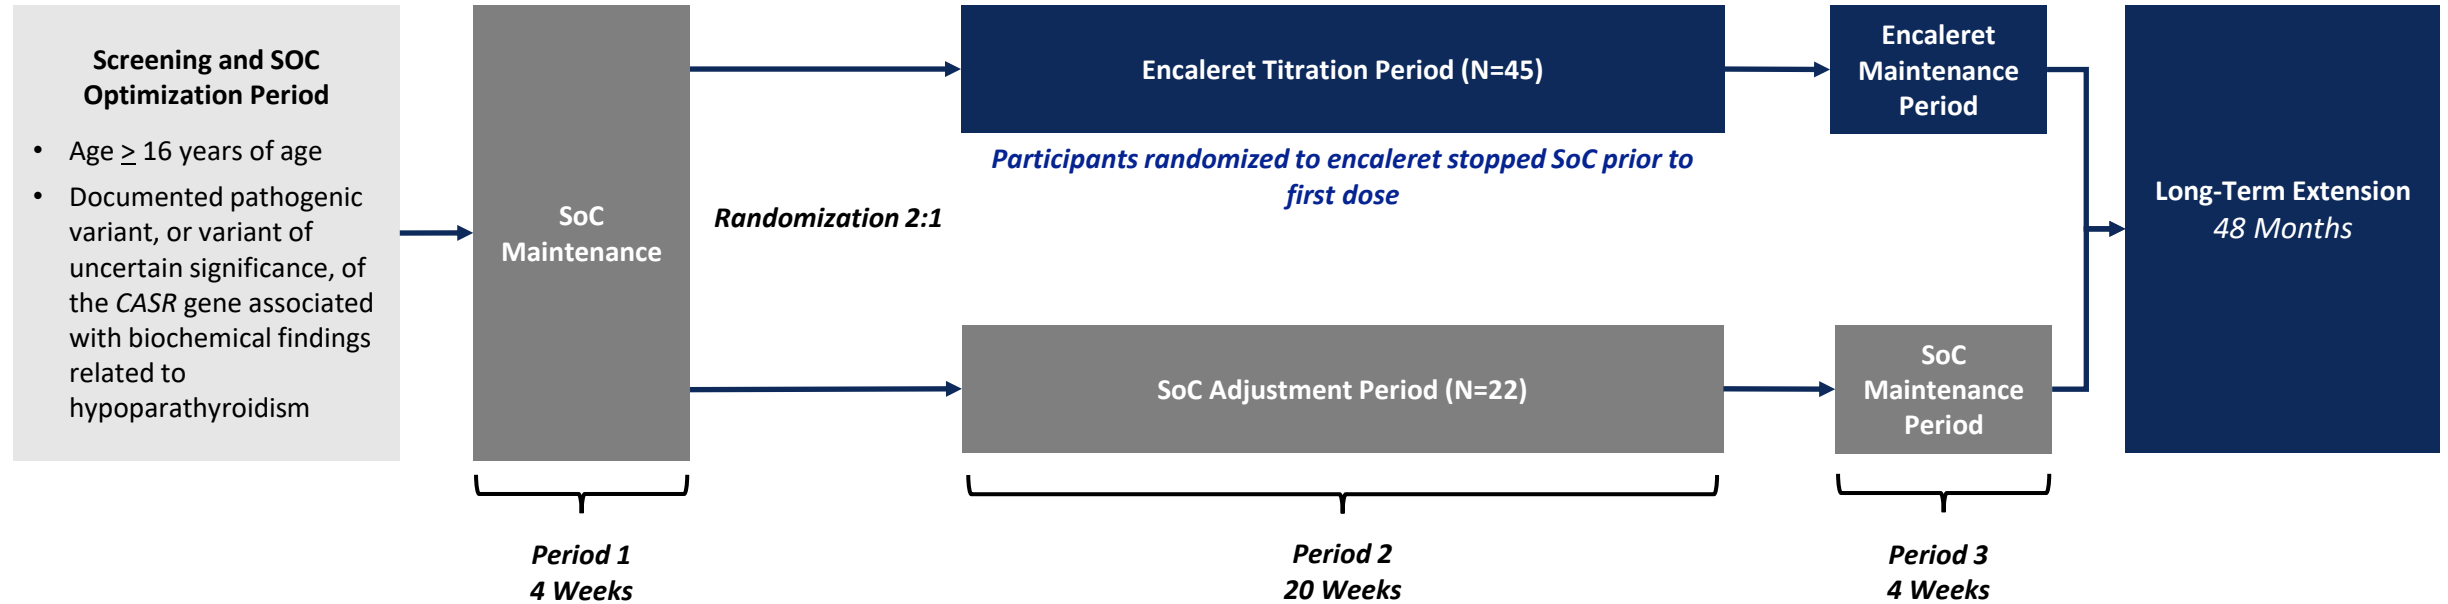 Screening and SOC
Optimization Period
• Age ≥ 16 years of age
• Documented pathogenic
variant, or variant of
uncertain significance, of
the CASR gene associated
with biochemical findings
related to
hypoparathyroidism
SoC
Maintenance
Randomization 2:1
Encaleret Titration Period (N=45)
Participants randomized to encaleret stopped SoC prior to
first dose
SoC Adjustment Period (N=22)
Encaleret
Maintenance
Period
SoC
Maintenance
Period
Long-Term Extension
48 Months
Period 1
4 Weeks
Period 2
20 Weeks
Period 3
4 Weeks